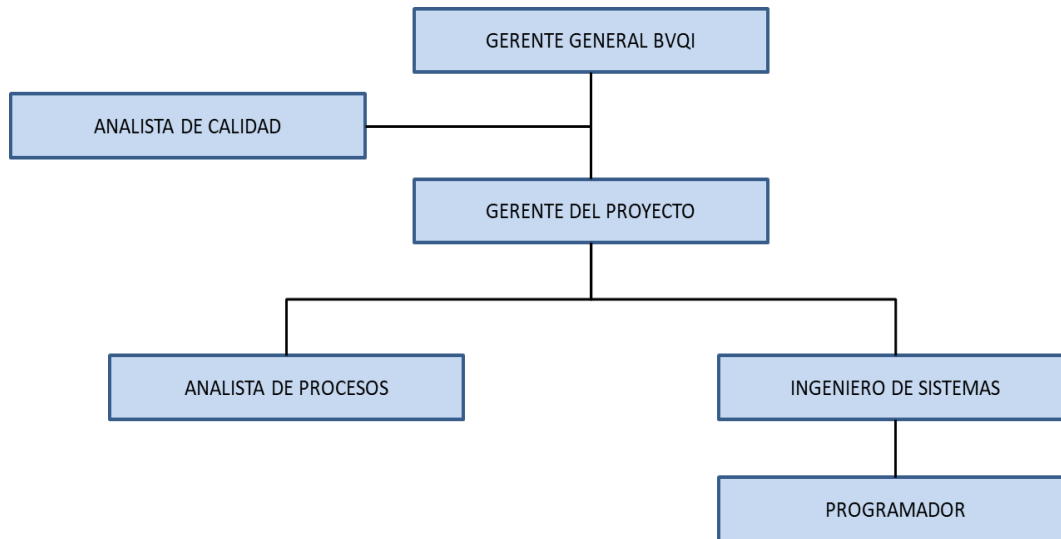 GERENTE GENERAL BVQI
ANALISTA DE CALIDAD
GERENTE DEL PROYECTO
ANALISTA DE PROCESOS
INGENIERO DE SISTEMAS
PROGRAMADOR